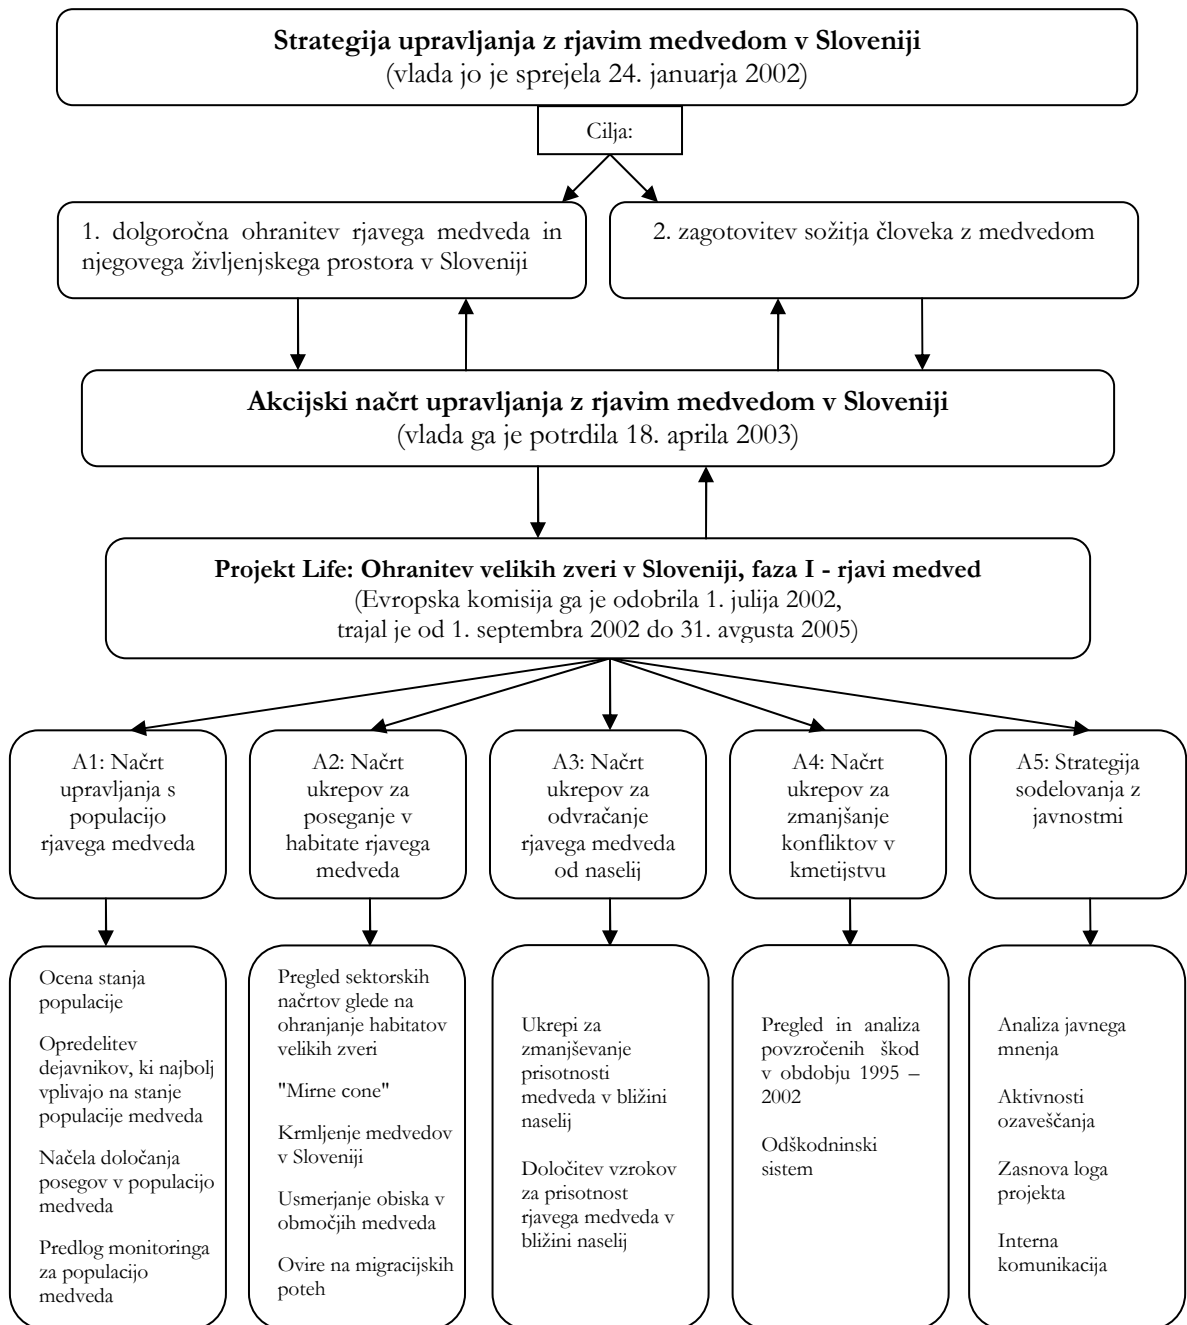 Strategija upravljanja z rjavim medvedom v Sloveniji
(vlada jo je sprejela 24. januarja 2002)
Cilja:
1. dolgoročna ohranitev rjavega medveda in
njegovega življenjskega prostora v Sloveniji
2. zagotovitev sožitja človeka z medvedom
Akcijski načrt upravljanja z rjavim medvedom v Sloveniji
(vlada ga je potrdila 18. aprila 2003)
Projekt Life: Ohranitev velikih zveri v Sloveniji, faza I - rjavi medved
(Evropska komisija ga je odobrila 1. julija 2002,
trajal je od 1. septembra 2002 do 31. avgusta 2005)
A1: Načrt
upravljanja s
populacijo
rjavega medveda
A2: Načrt
ukrepov za
poseganje v
habitate rjavega
medveda
A3: Načrt
ukrepov za
odvračanje
rjavega medveda
od naselij
A4: Načrt
ukrepov za
zmanjšanje
konfliktov v
kmetijstvu
A5: Strategija
sodelovanja z
javnostmi
Ocena stanja
populacije
Opredelitev
dejavnikov, ki najbolj
vplivajo na stanje
populacije medveda
Načela določanja
posegov v populacijo
medveda
Predlog monitoringa
za populacijo
medveda
Pregled sektorskih
načrtov glede na
ohranjanje habitatov
velikih zveri
"Mirne cone"
Krmljenje medvedov
v Sloveniji
Usmerjanje obiska v
območjih medveda
Ovire na migracijskih
poteh
Ukrepi za
zmanjševanje
prisotnosti
medveda v bližini
naselij
Določitev vzrokov
za prisotnost
rjavega medveda v
bližini naselij
Pregled in analiza
povzročenih škod
v obdobju 1995 –
2002
Odškodninski
sistem
Analiza javnega
mnenja
Aktivnosti
ozaveščanja
Zasnova loga
projekta
Interna
komunikacija